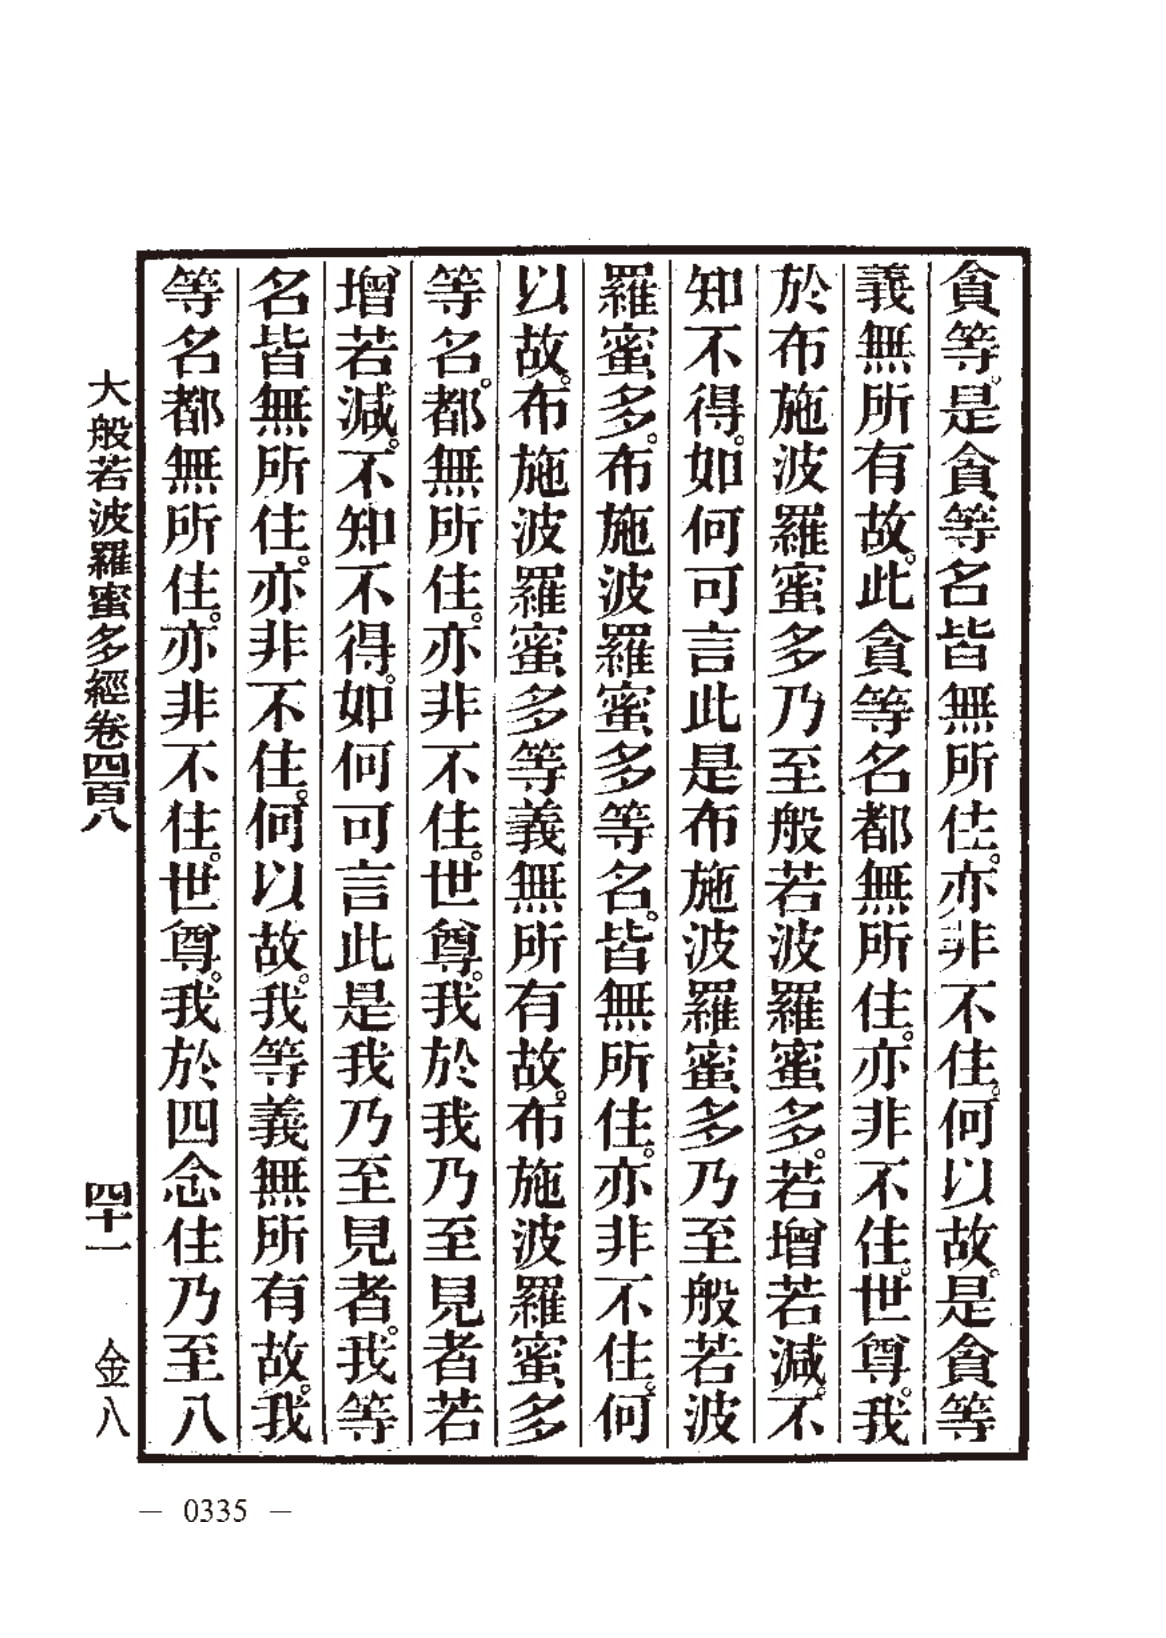 貪等。是貪等名皆無所住。亦非不住。何以故。是貪等
義無所有故。此貪等名都無所住。亦非不住。世尊。我
於布施波羅蜜多乃至般若波羅蜜多。若增若減。不
知不得。如何可言此是布施波羅蜜多乃至般若波
羅蜜多。布施波羅蜜多等名。皆無所住。亦非不住。何
以故。布施波羅蜜多等義無所有故。布施波羅蜜多
等名。都無所住。亦非不住。世尊。我於我乃至見者若
增若減。不知不得。如何可言此是我乃至見者。我等
名皆無所住。亦非不住。何以故。我等義無所有故。我
等名都無所住。亦非不住。世尊。我於四念住乃至八
大般若波羅蜜多經卷四百八 四十一 金八
— 0335 —